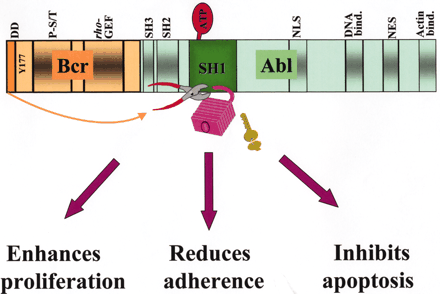 DD
Y177
P-S/T
rho-
GEF
SH3
SH2
ATP
NLS
DNA
bind.
NES
Actin
bind.
Bcr
SH1
Abl
Enhances
proliferation
Reduces
adherence
Inhibits
apoptosis